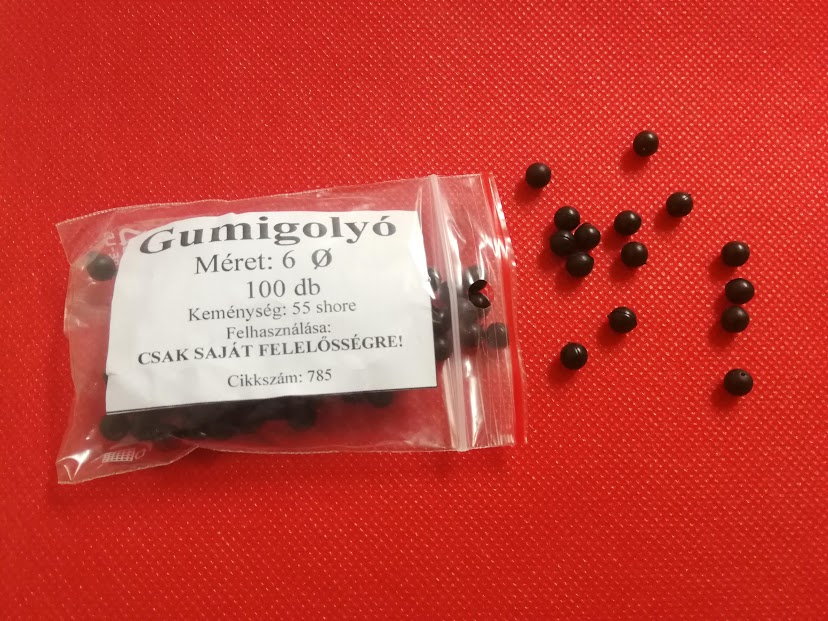 Gumigolyó
Méret: 6 Ø
100 db
Keménység: 55 shore
Felhasználása:
CSAK SAJÁT FELELŐSSÉGRE!
Cikkszám: 785